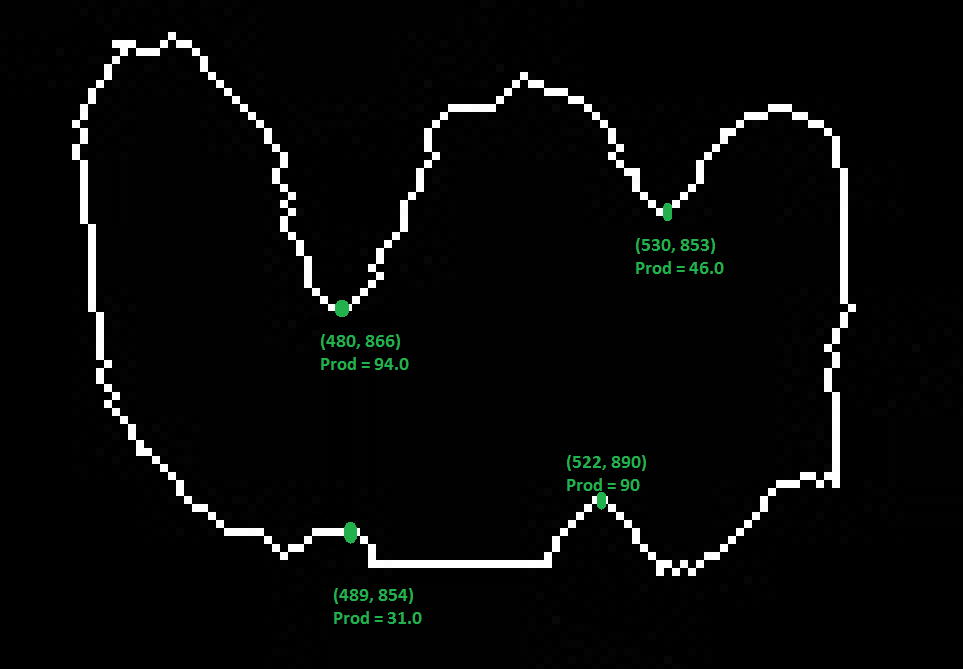 (530, 853)
Prod = 46.0
(480, 866)
Prod = 94.0
(522, 890)
Prod = 90
(489, 854)
Prod = 31.0